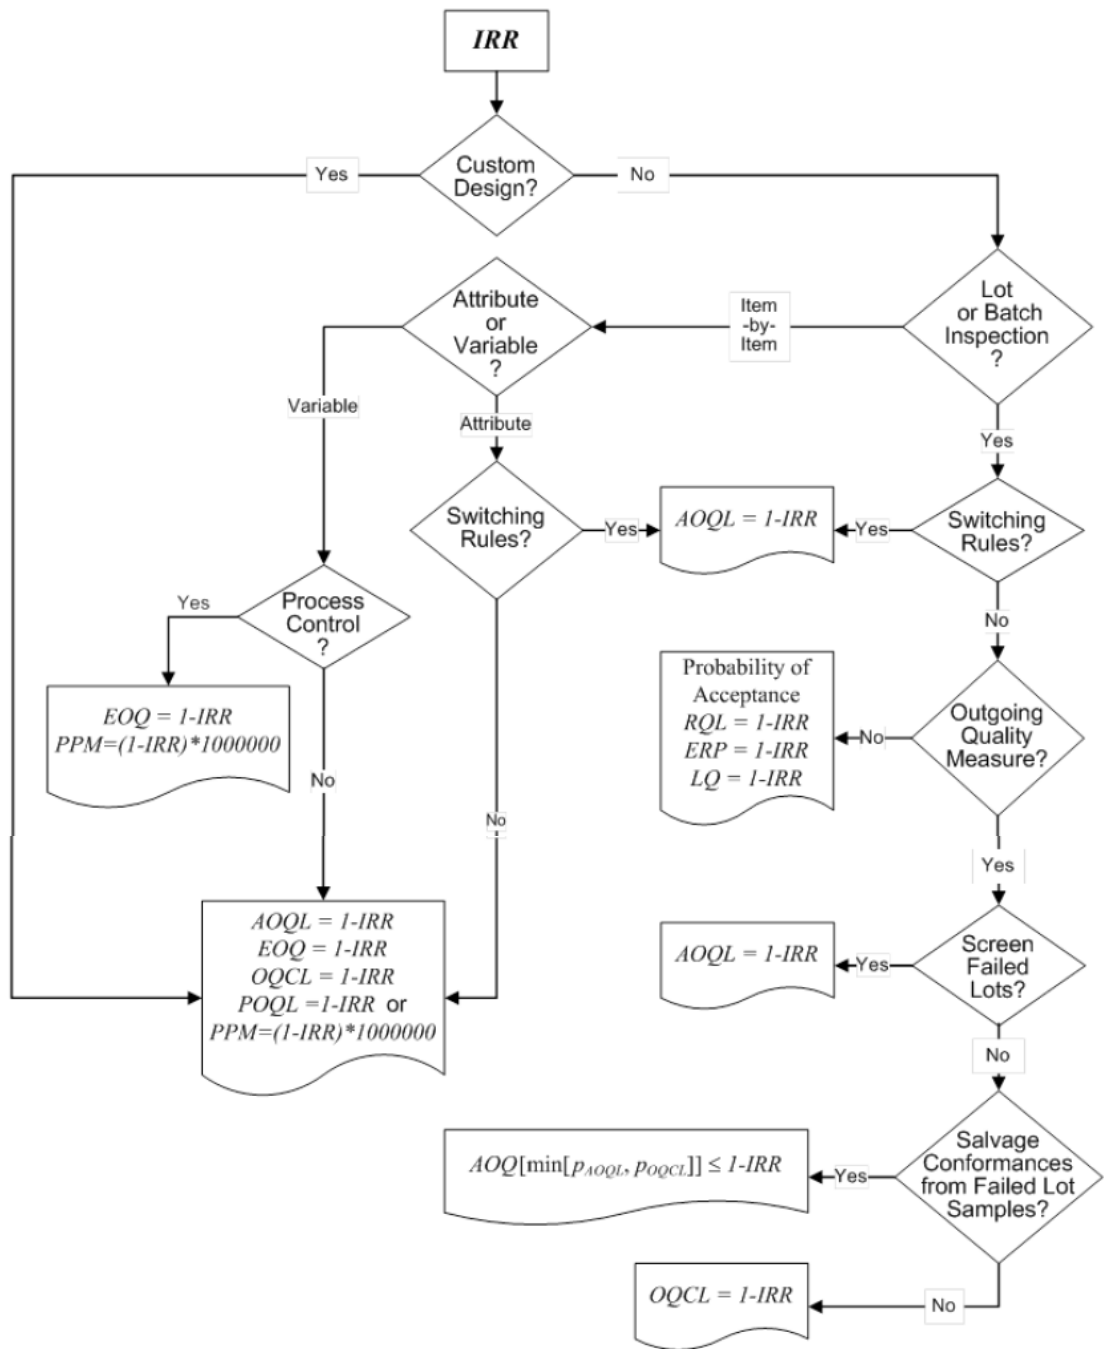 IRR
Custom
Design?
Yes
No
Lot
or Batch
Inspection
?
Item
-by-
Item
Attribute
or
Variable
?
Variable
Attribute
Yes
Switching
Rules?
Yes
AOQL = 1-IRR
Yes
Switching
Rules?
Process
Control
?
Yes
No
No
No
EOQ = 1-IRR
PPM=(1-IRR)*1000000
Probability of
Acceptance
RQL = 1-IRR
ERP = 1-IRR
LQ = 1-IRR
No
Outgoing
Quality
Measure?
Yes
AOQL = 1-IRR
EOQ = 1-IRR
OQCL = 1-IRR
POQL =1-IRR or
PPM=(1-IRR)*1000000
AOQL = 1-IRR
Yes
Screen
Failed
Lots?
No
AOQ[min[pAOQL, pOQCL]] ≤ 1-IRR
Yes
Salvage
Conformances
from Failed Lot
Samples?
OQCL = 1-IRR
No